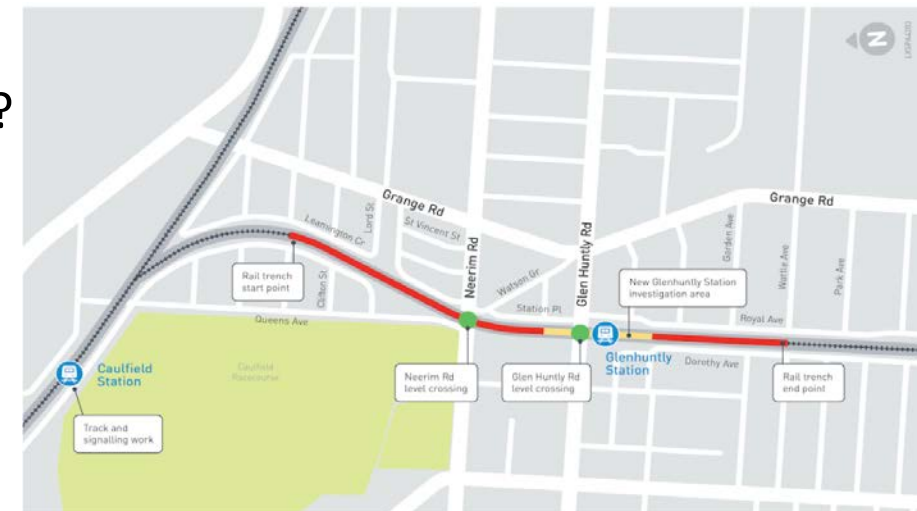 ?
N
LXSPA4203
Grange Rd
Grange Rd
Leamington Cr
Lord St
St Vincent St
Neerim Rd
Glen Huntly Rd
Watson Gr
Station Pl
Gordon Ave
Wattle Ave
Park Ave
Royal Ave
Dorothy Ave
Queens Ave
Clifton St
Rail trench
start point
New Glenhuntly Station
investigation area
Caulfield
Station
Caulfield
Racecourse
Glenhuntly
Station
Neerim Rd
level crossing
Glen Huntly Rd
level crossing
Rail trench
end point
Track and
signalling work